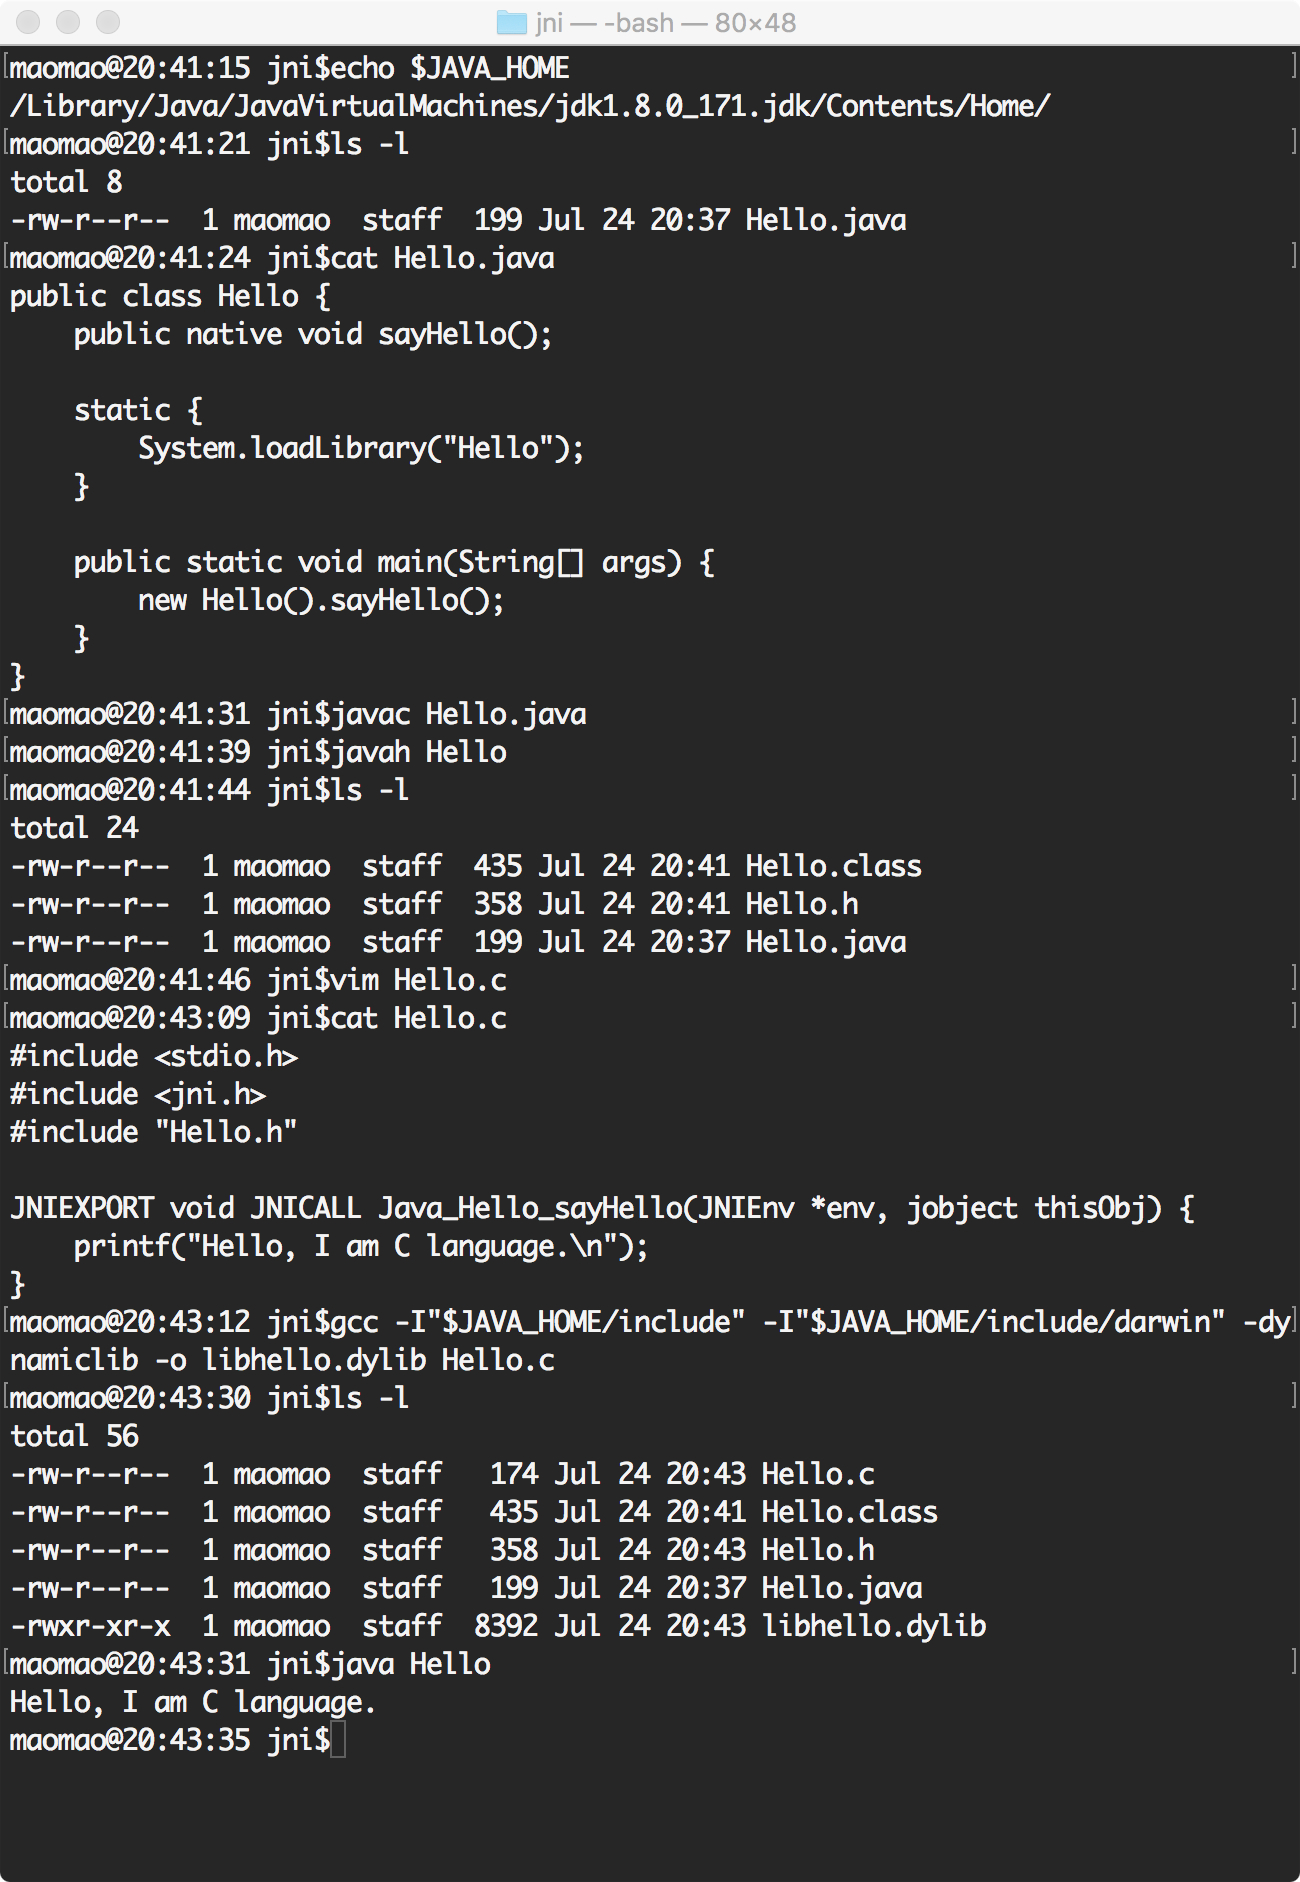 jni — -bash — 80×48
maomao@20:41:15 jni$echo $JAVA_HOME
/Library/Java/JavaVirtualMachines/jdk1.8.0_171.jdk/Contents/Home/
maomao@20:41:21 jni$ls -l
total 8
-rw-r--r--  1 maomao  staff  199 Jul 24 20:37 Hello.java
maomao@20:41:24 jni$cat Hello.java
public class Hello {
    public native void sayHello();

    static {
        System.loadLibrary("Hello");
    }

    public static void main(String[] args) {
        new Hello().sayHello();
    }
}
maomao@20:41:31 jni$javac Hello.java
maomao@20:41:39 jni$javah Hello
maomao@20:41:44 jni$ls -l
total 24
-rw-r--r--  1 maomao  staff  435 Jul 24 20:41 Hello.class
-rw-r--r--  1 maomao  staff  358 Jul 24 20:41 Hello.h
-rw-r--r--  1 maomao  staff  199 Jul 24 20:37 Hello.java
maomao@20:41:46 jni$vim Hello.c
maomao@20:43:09 jni$cat Hello.c
#include <stdio.h>
#include <jni.h>
#include "Hello.h"

JNIEXPORT void JNICALL Java_Hello_sayHello(JNIEnv *env, jobject thisObj) {
    printf("Hello, I am C language.\n");
}
maomao@20:43:12 jni$gcc -I"$JAVA_HOME/include" -I"$JAVA_HOME/include/darwin" -dy
namiclib -o libhello.dylib Hello.c
maomao@20:43:30 jni$ls -l
total 56
-rw-r--r--  1 maomao  staff   174 Jul 24 20:43 Hello.c
-rw-r--r--  1 maomao  staff   435 Jul 24 20:41 Hello.class
-rw-r--r--  1 maomao  staff   358 Jul 24 20:43 Hello.h
-rw-r--r--  1 maomao  staff   199 Jul 24 20:37 Hello.java
-rwxr-xr-x  1 maomao  staff  8392 Jul 24 20:43 libhello.dylib
maomao@20:43:31 jni$java Hello
Hello, I am C language.
maomao@20:43:35 jni$